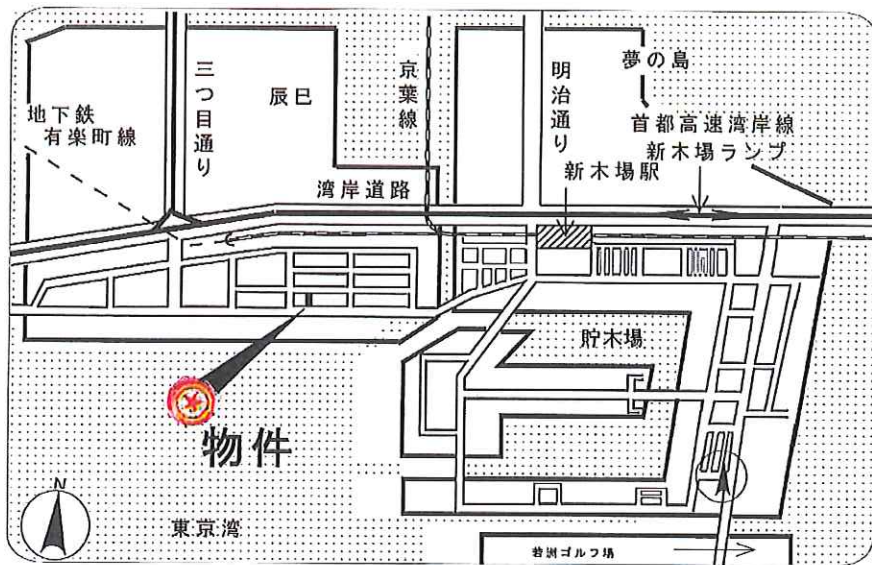 三つ目通り
京葉線
明治通り
夢の島
辰巳
地下鉄
有楽町線
首都高速湾岸線
新木場ランプ
新木場駅
湾岸道路
貯木場
物件
N
東京湾
若洲ゴルフ場